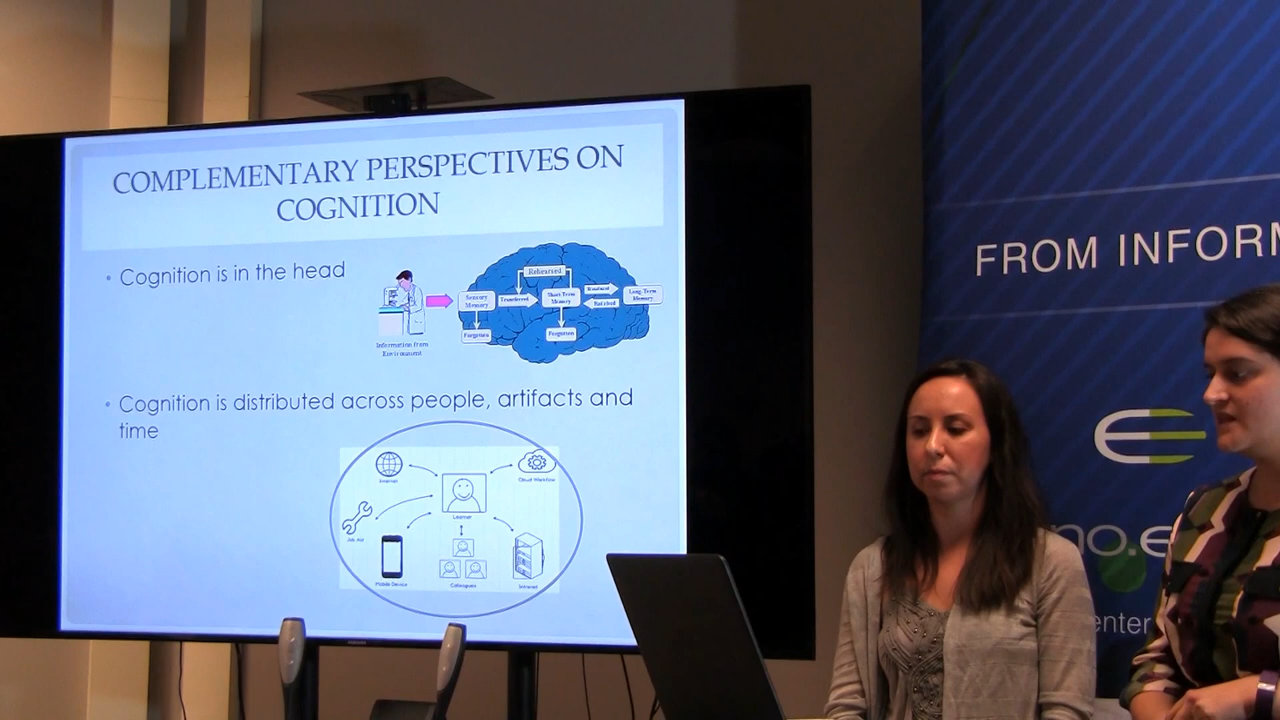 COMPLEMENTARY PERSPECTIVES ON
COGNITION
• Cognition is in the head
Information from
Environment
Sensory
Memory
Forgotten
Transferred
Rehearsed
Short-Term
Memory
Forgotten
Retrieved
Long-Term
Memory
• Cognition is distributed across people, artifacts and
time
Internet
Cloud Workflow
Learner
Job Aid
Mobile Device
Colleagues
Intranet
FROM INFORM
no.e
enter